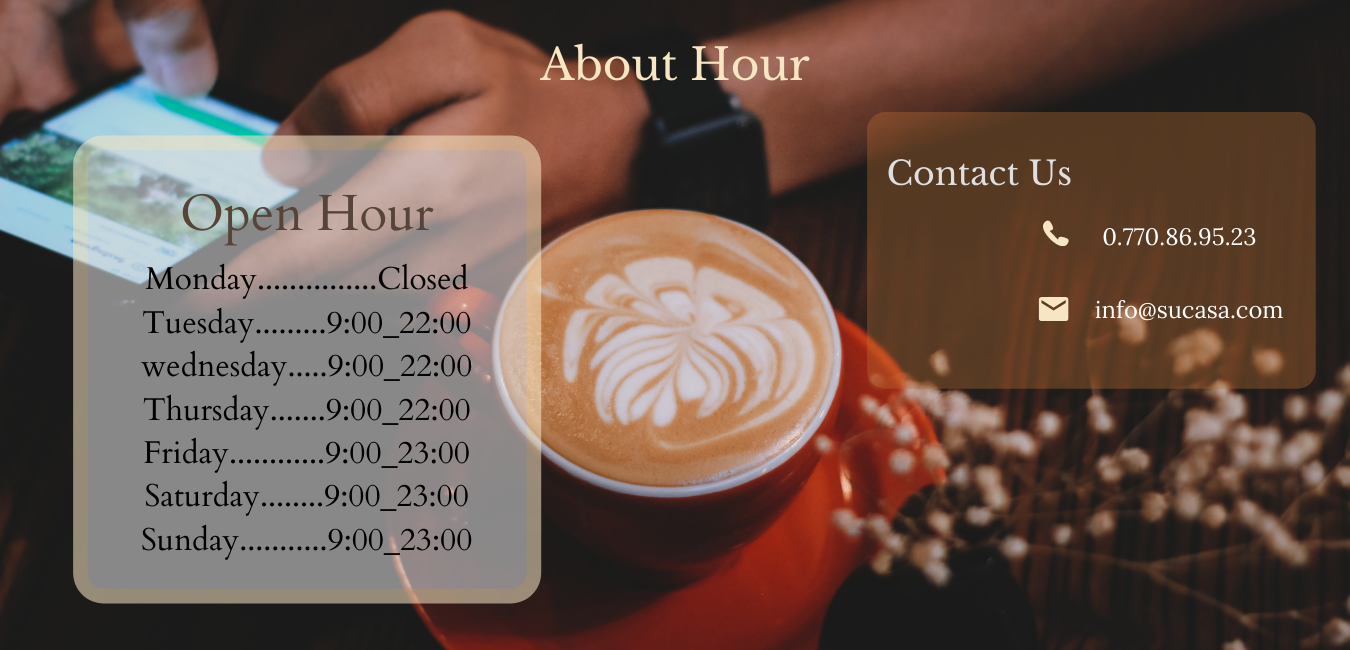 About Hour
Open Hour
Monday...............Closed
Tuesday.........9:00_22:00
wednesday.....9:00_22:00
Thursday.......9:00_22:00
Friday............9:00_23:00
Saturday........9:00_23:00
Sunday...........9:00_23:00
Contact Us
0.770.86.95.23
info@sucasa.com